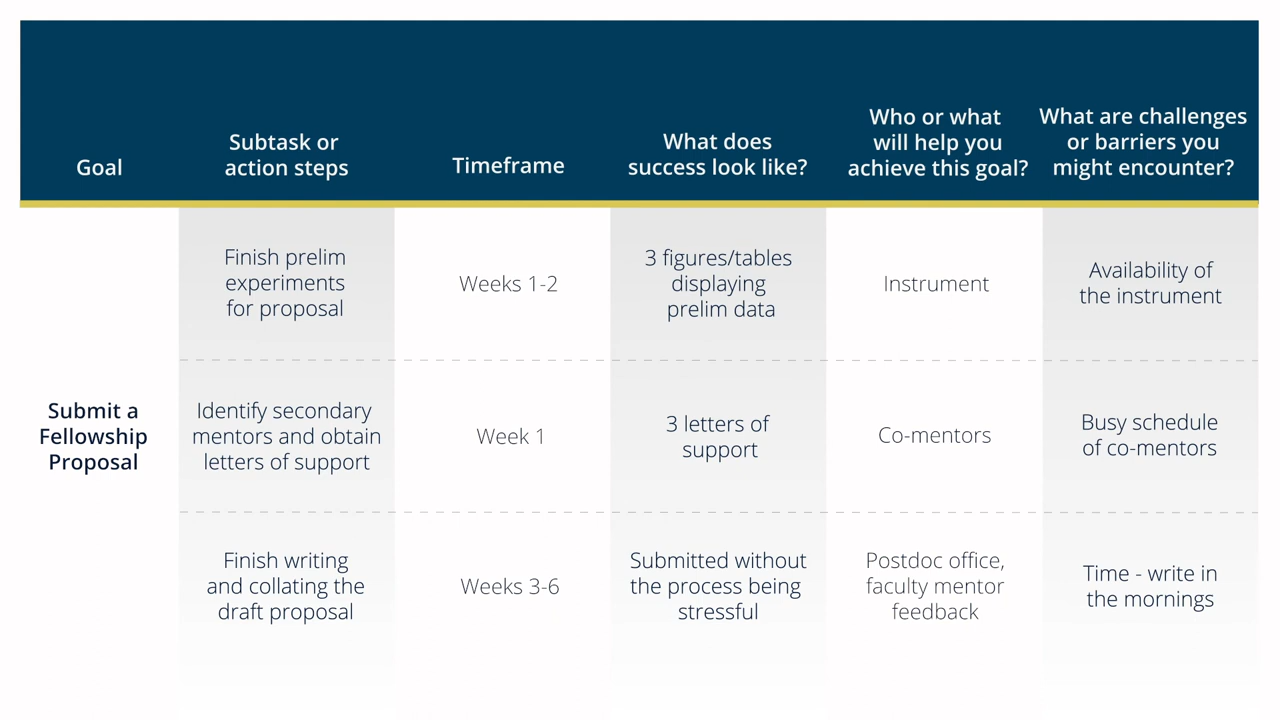 Goal
Subtask or
action steps
Timeframe
What does
success look like?
Who or what
will help you
achieve this goal?
What are challenges
or barriers you
might encounter?
Submit a
Fellowship
Proposal
Finish prelim
experiments
for proposal
Weeks 1-2
3 figures/tables
displaying
prelim data
Instrument
Availability of
the instrument
Identify secondary
mentors and obtain
letters of support
Week 1
3 letters of
support
Co-mentors
Busy schedule
of co-mentors
Finish writing
and collating the
draft proposal
Weeks 3-6
Submitted without
the process being
stressful
Postdoc office,
faculty mentor
feedback
Time - write in
the mornings